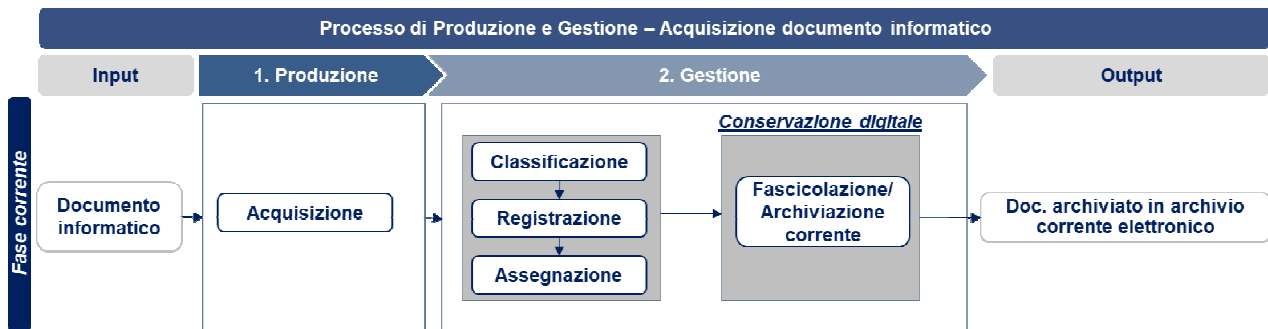 Processo di Produzione e Gestione – Acquisizione documento informatico
Input
1. Produzione
2. Gestione
Output
Fase corrente
Documento
informatico
Acquisizione
Classificazione
Registrazione
Assegnazione
Conservazione digitale
Fascicolazione/
Archiviazione
corrente
Doc. archiviato in archivio
corrente elettronico